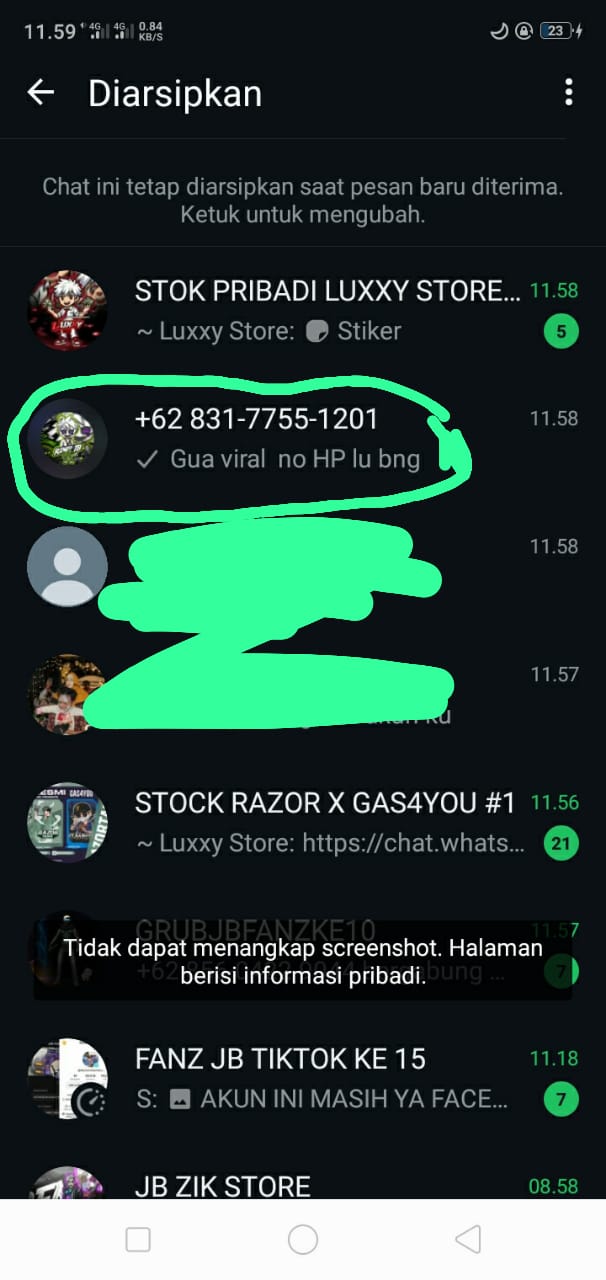 11.59 4G 4G 0.84 KB/S 23
Diarsipkan
Chat ini tetap diarsipkan saat pesan baru diterima.
Ketuk untuk mengubah.
STOK PRIBADI LUXXY STORE... 11.58
~ Luxxy Store: Stiker 5
LUXXY
+62 831-7755-1201 11.58
Gua viral no HP lu bng
11.58
11.57
ku
STOCK RAZOR X GAS4YOU #1 11.56
~ Luxxy Store: https://chat.whats... 21
GRUBJBFANZKE10 11.57
Tidak dapat menangkap screenshot. Halaman
berisi informasi pribadi.
7
FANZ JB TIKTOK KE 15 11.18
S: AKUN INI MASIH YA FACE... 7
JB ZIK STORE 08.58